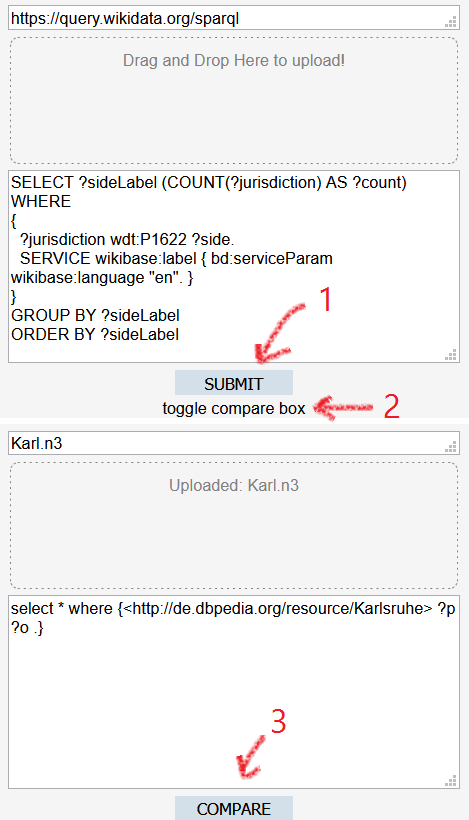 https://query.wikidata.org/sparql
Drag and Drop Here to upload!
SELECT ?sideLabel (COUNT(?jurisdiction) AS ?count)
WHERE
{
  ?jurisdiction wdt:P1622 ?side.
  SERVICE wikibase:label { bd:serviceParam
wikibase:language "en". }
}
GROUP BY ?sideLabel
ORDER BY ?sideLabel
1
SUBMIT
toggle compare box
2
Karl.n3
Uploaded: Karl.n3
select * where {<http://de.dbpedia.org/resource/Karlsruhe> ?p
?o .}
3
COMPARE